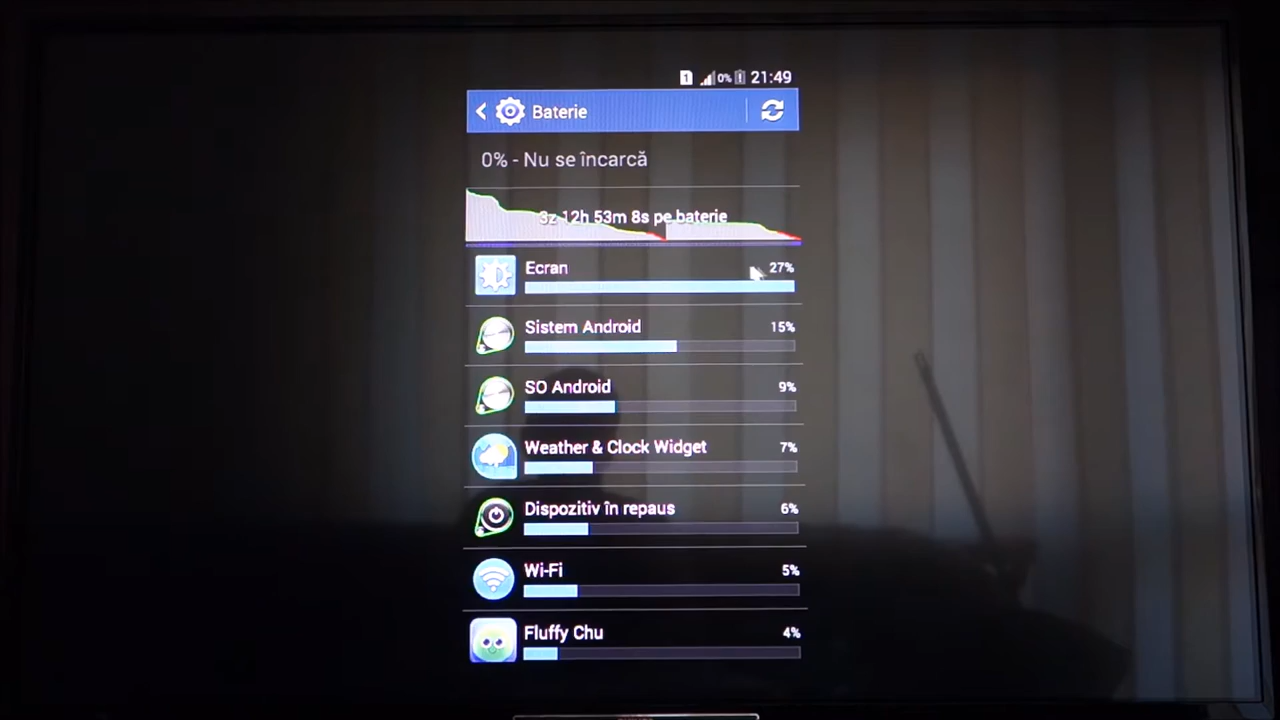 1 0% 21:49
Baterie
0% - Nu se încarcă
3z 12h 53m 8s pe baterie
Ecran 27%
Sistem Android 15%
SO Android 9%
Weather & Clock Widget 7%
Dispozitiv în repaus 6%
Wi-Fi 5%
Fluffy Chu 4%